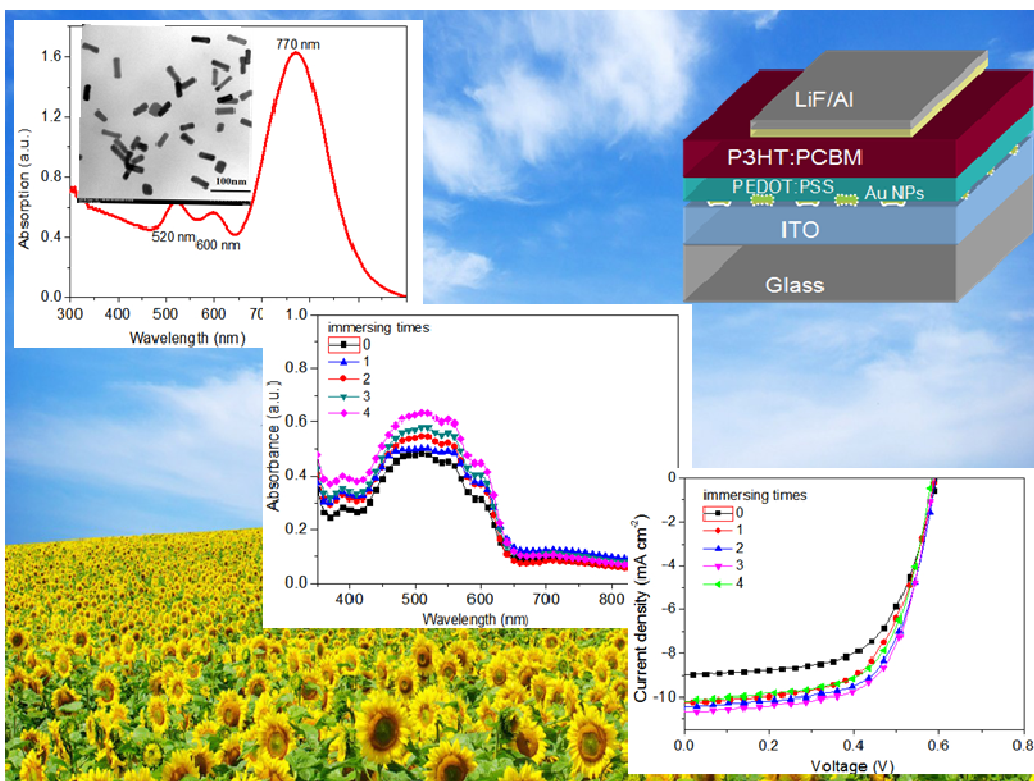 770 nm
1.6
1.2
0.8
0.4
0.0
Absorption (a.u.)
100nm
520 nm
600 nm
300
400
500
600
70
Wavelength (nm)
LiF/Al
P3HT:PCBM
PEDOT:PSS
Au NPs
ITO
Glass
1.0
0.8
0.6
0.4
0.2
0.0
Absorbance (a.u.)
immersing times
0
1
2
3
4
400
500
600
700
800
Wavelength (nm)
0
-2
-4
-6
-8
-10
Current density (mA cm⁻²)
immersing times
0
1
2
3
4
0.0
0.2
0.4
0.6
0.8
Voltage (V)